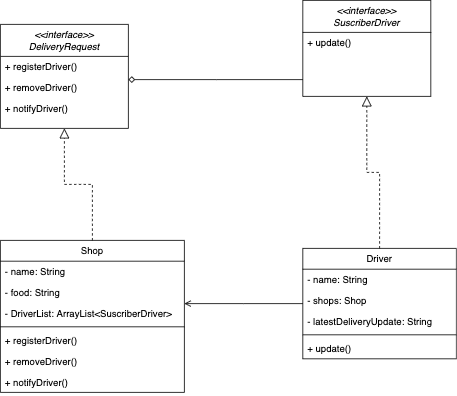 <<interface>>
DeliveryRequest
+ registerDriver()
+ removeDriver()
+ notifyDriver()
<<interface>>
SuscriberDriver
+ update()
Shop
- name: String
- food: String
- DriverList: ArrayList<SuscriberDriver>
+ registerDriver()
+ removeDriver()
+ notifyDriver()
Driver
- name: String
- shops: Shop
- latestDeliveryUpdate: String
+ update()